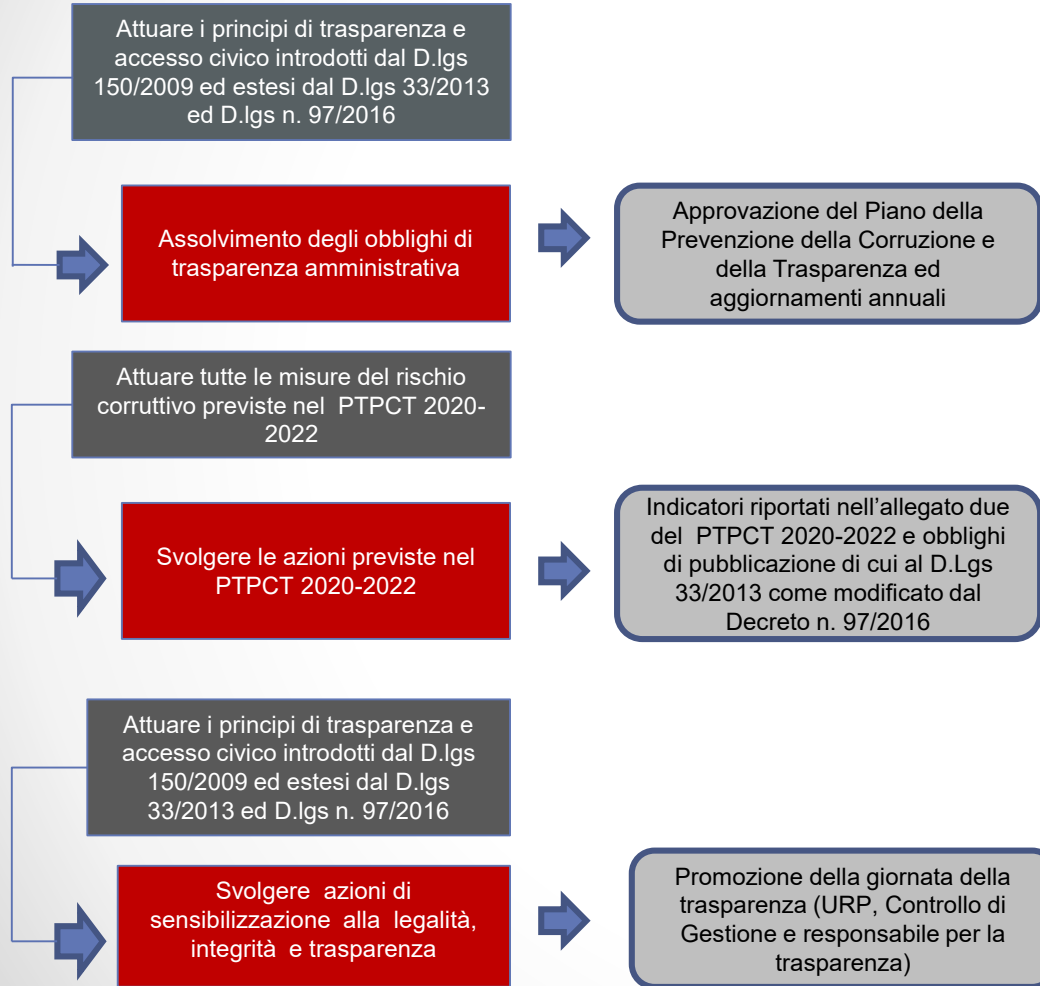 Attuare i principi di trasparenza e
accesso civico introdotti dal D.lgs
150/2009 ed estesi dal D.lgs 33/2013
ed D.lgs n. 97/2016
Assolvimento degli obblighi di
trasparenza amministrativa
Approvazione del Piano della
Prevenzione della Corruzione e
della Trasparenza ed
aggiornamenti annuali
Attuare tutte le misure del rischio
corruttivo previste nel PTPCT 2020-
2022
Svolgere le azioni previste nel
PTPCT 2020-2022
Indicatori riportati nell’allegato due
del PTPCT 2020-2022 e obblighi
di pubblicazione di cui al D.Lgs
33/2013 come modificato dal
Decreto n. 97/2016
Attuare i principi di trasparenza e
accesso civico introdotti dal D.lgs
150/2009 ed estesi dal D.lgs
33/2013 ed D.lgs n. 97/2016
Svolgere azioni di
sensibilizzazione alla legalità,
integrità e trasparenza
Promozione della giornata della
trasparenza (URP, Controllo di
Gestione e responsabile per la
trasparenza)